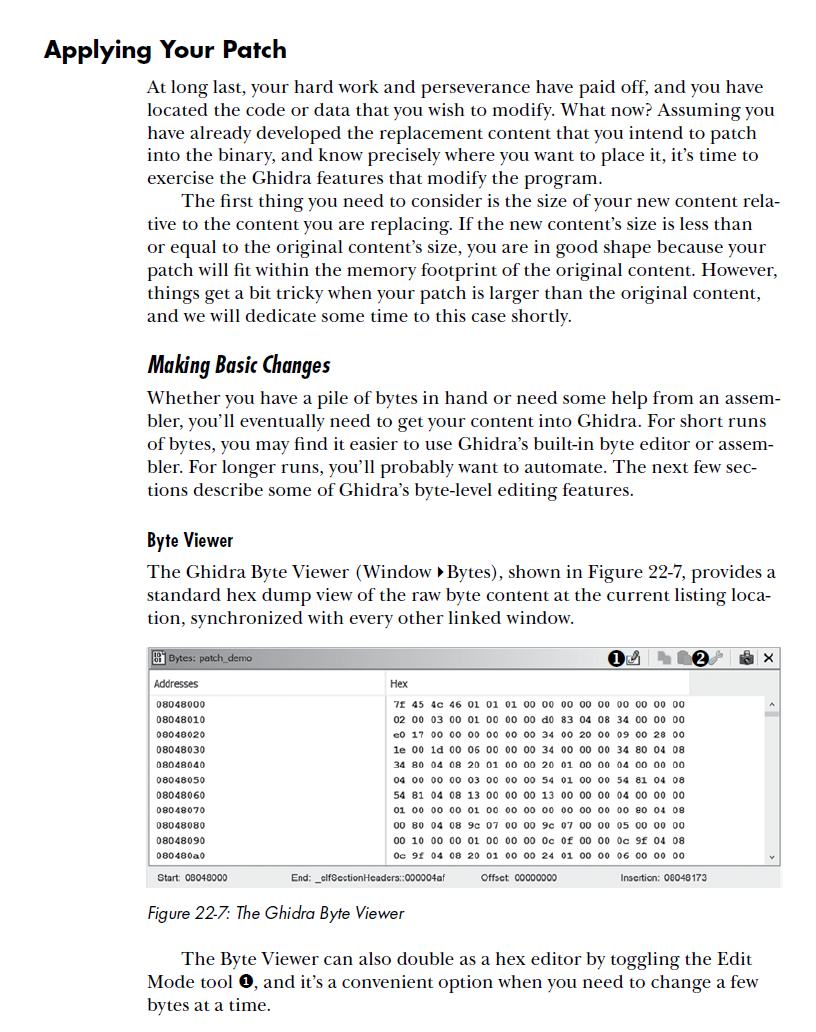 Applying Your Patch
At long last, your hard work and perseverance have paid off, and you have
located the code or data that you wish to modify. What now? Assuming you
have already developed the replacement content that you intend to patch
into the binary, and know precisely where you want to place it, it’s time to
exercise the Ghidra features that modify the program.
The first thing you need to consider is the size of your new content rela-
tive to the content you are replacing. If the new content’s size is less than
or equal to the original content’s size, you are in good shape because your
patch will fit within the memory footprint of the original content. However,
things get a bit tricky when your patch is larger than the original content,
and we will dedicate some time to this case shortly.
Making Basic Changes
Whether you have a pile of bytes in hand or need some help from an assem-
bler, you’ll eventually need to get your content into Ghidra. For short runs
of bytes, you may find it easier to use Ghidra’s built-in byte editor or assem-
bler. For longer runs, you’ll probably want to automate. The next few sec-
tions describe some of Ghidra’s byte-level editing features.
Byte Viewer
The Ghidra Byte Viewer (Window ▸ Bytes), shown in Figure 22-7, provides a
standard hex dump view of the raw byte content at the current listing loca-
tion, synchronized with every other linked window.
Bytes: patch_demo ❶ ❷
Addresses Hex
08048000 7f 45 4c 46 01 01 01 00 00 00 00 00 00 00 00 00
08048010 02 00 03 00 01 00 00 00 d0 83 04 08 34 00 00 00
08048020 e0 17 00 00 00 00 00 00 34 00 20 00 09 00 28 00
08048030 1e 00 1d 00 06 00 00 00 34 00 00 00 34 80 04 08
08048040 34 80 04 08 20 01 00 00 20 01 00 00 04 00 00 00
08048050 04 00 00 00 03 00 00 00 54 01 00 00 54 81 04 08
08048060 54 81 04 08 13 00 00 00 13 00 00 00 04 00 00 00
08048070 01 00 00 00 01 00 00 00 00 00 00 00 00 80 04 08
08048080 00 80 04 08 9c 07 00 00 9c 07 00 00 05 00 00 00
08048090 00 10 00 00 01 00 00 00 0c 0f 00 00 0c 9f 04 08
080480a0 0c 9f 04 08 20 01 00 00 24 01 00 00 06 00 00 00
Start: 08048000 End: _elfSectionHeaders::000004af Offset: 00000000 Insertion: 08048173
Figure 22-7: The Ghidra Byte Viewer
The Byte Viewer can also double as a hex editor by toggling the Edit
Mode tool ❶, and it’s a convenient option when you need to change a few
bytes at a time.